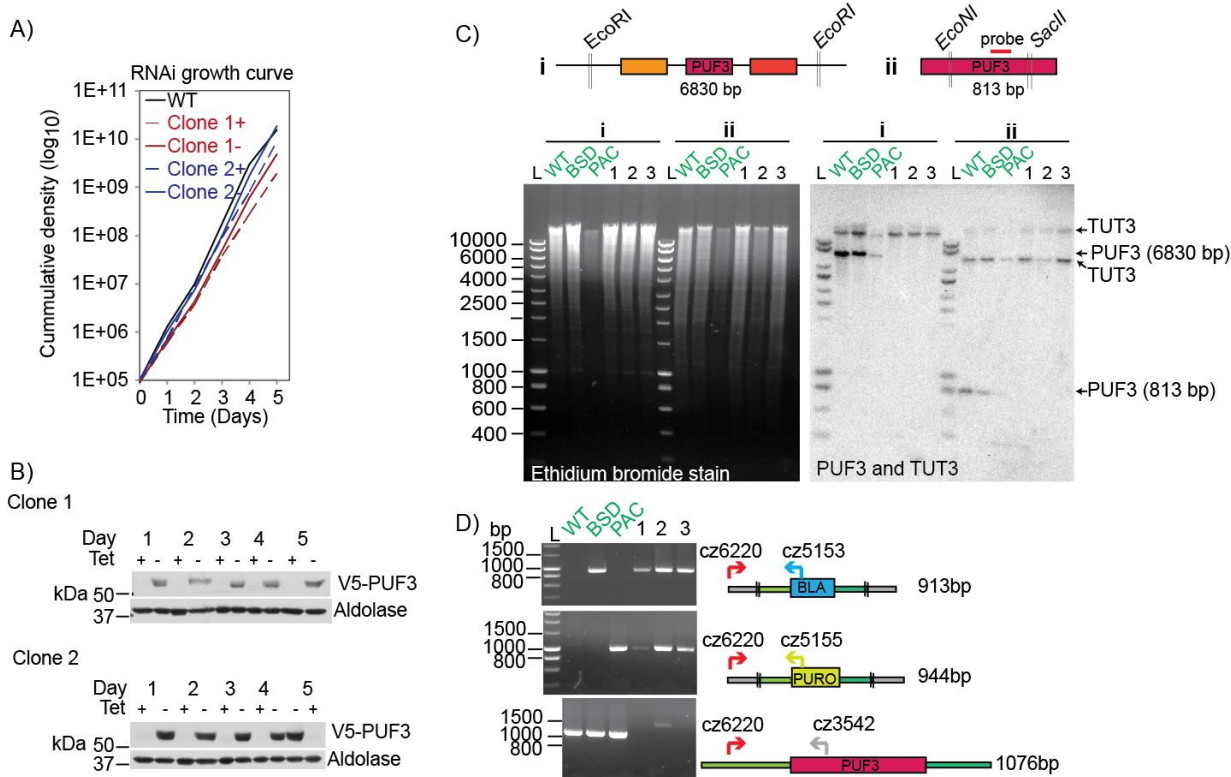 A)
RNAi growth curve
Cummulative density (log10)
1E+11
1E+10
1E+09
1E+08
1E+07
1E+06
1E+05
WT
Clone 1+
Clone 1-
Clone 2+
Clone 2-
0 1 2 3 4 5
Time (Days)
B)
Clone 1
Day 1 2 3 4 5
Tet + - + - + - + - + -
kDa 50
37
V5-PUF3
Aldolase
Clone 2
Day 1 2 3 4 5
Tet + - + - + - + - - +
kDa 50
37
V5-PUF3
Aldolase
C)
i
EcoRI
EcoRI
PUF3
6830 bp
ii
EcoNI
probe
SacII
PUF3
813 bp
i ii
L WT BSD PAC 1 2 3 L WT BSD PAC 1 2 3
10000
6000
4000
2500
1500
1000
800
600
400
Ethidium bromide stain
i ii
L WT BSD PAC 1 2 3 L WT BSD PAC 1 2 3
TUT3
PUF3 (6830 bp)
TUT3
PUF3 (813 bp)
PUF3 and TUT3
D)
bp L WT BSD PAC 1 2 3
1500
1000
800
cz6220 cz5153
BLA
913bp
1500
1000
800
cz6220 cz5155
PURO
944bp
1500
1000
800
cz6220 cz3542
PUF3
1076bp